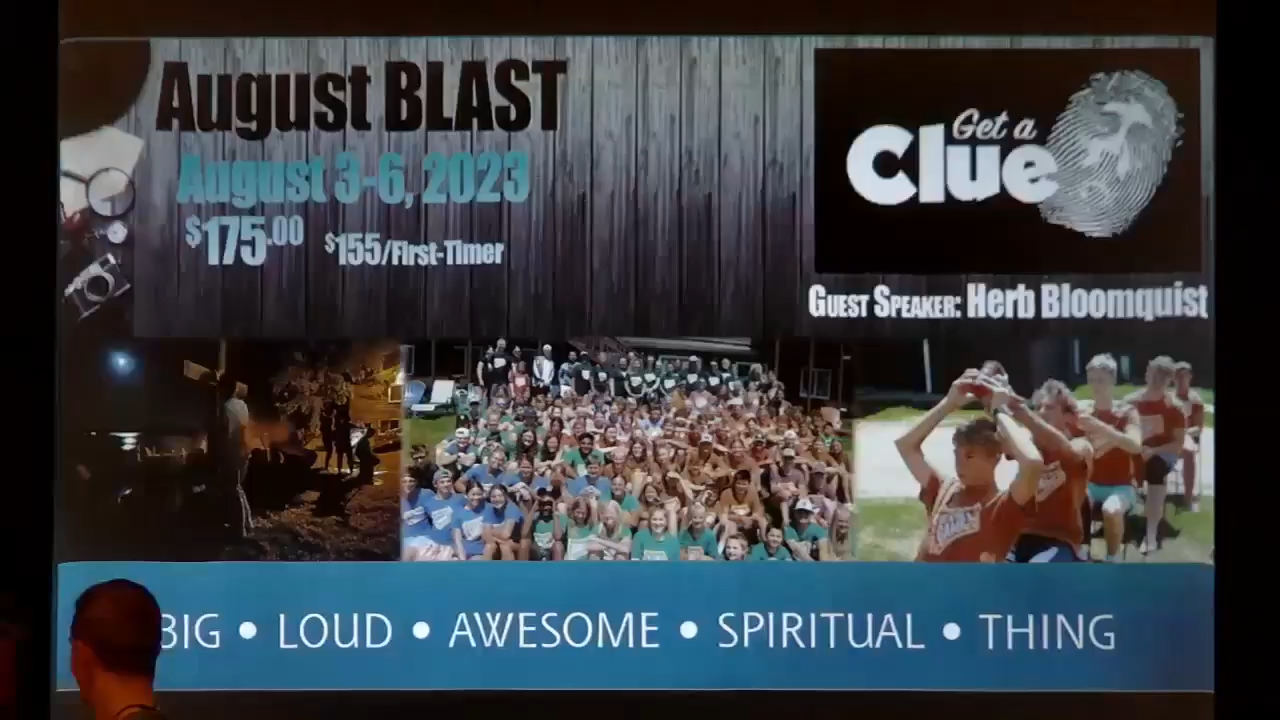 August BLAST
August 3-6, 2023
$175.00 $155/First-Timer
Get a
Clue
Guest Speaker: Herb Bloomquist
BIG • LOUD • AWESOME • SPIRITUAL • THING